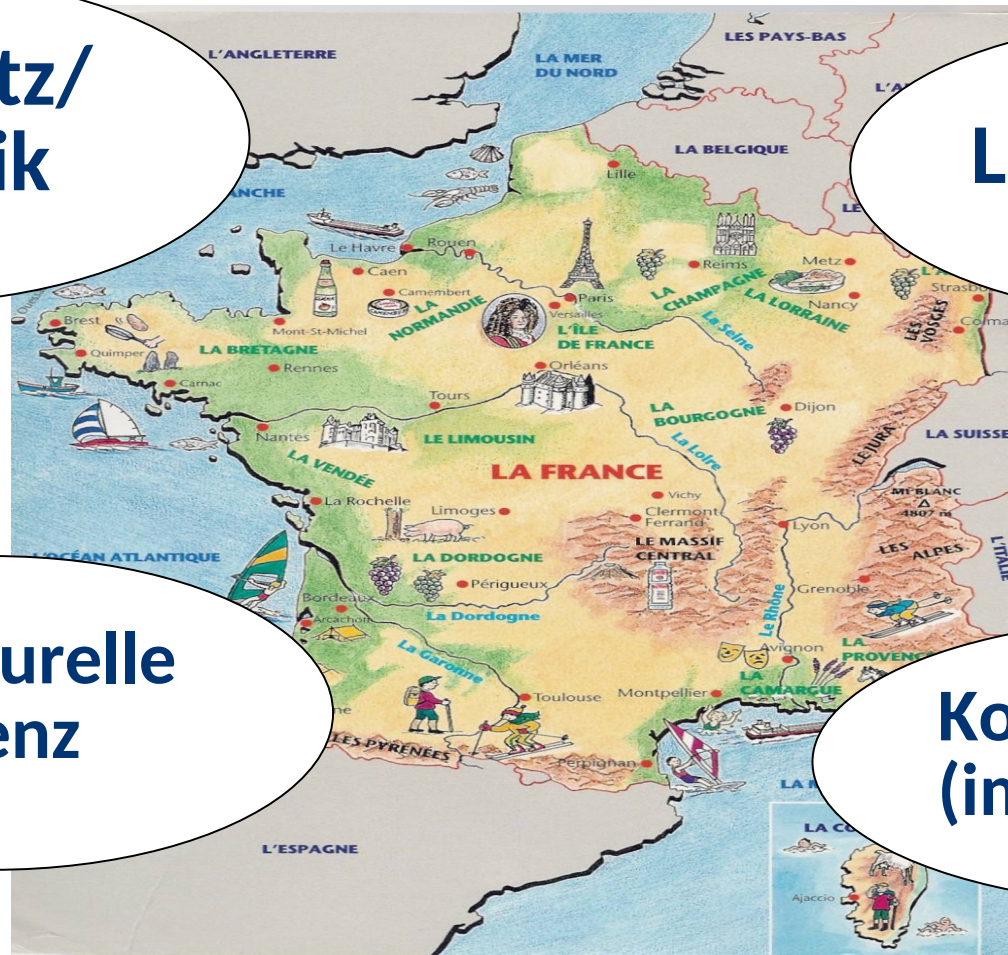 tz/
ik
L
urelle
enz
Ko
(in
L'ANGLETERRE
LES PAYS-BAS
LA MER
DU NORD
LA BELGIQUE
Lille
Le Havre
Rouen
Caen
Camembert
CAMEMBERT
LA
NORMANDIE
Reims
Metz
Paris
Versailles
L'ÎLE
DE FRANCE
LA
CHAMPAGNE
LA LORRAINE
Nancy
LES
VOSGES
Brest
Mont-St-Michel
Quimper
LA BRETAGNE
Rennes
Carnac
La Seine
Orléans
Tours
LA
BOURGOGNE
Dijon
Nantes
LE LIMOUSIN
La Loire
LE JURA
LA SUISSE
LA VENDÉE
LA FRANCE
La Rochelle
Vichy
Limoges
Clermont
Ferrand
Lyon
Mt BLANC
4807 m
LES ALPES
L'ITALIE
L'OCÉAN ATLANTIQUE
LE MASSIF
CENTRAL
LA DORDOGNE
Périgueux
Grenoble
Bordeaux
Arcachon
La Dordogne
Le Rhône
La Garonne
Avignon
LA
PROVENCE
LA
CAMARGUE
Toulouse
Montpellier
LES PYRENÉES
Perpignan
L'ESPAGNE
Ajaccio